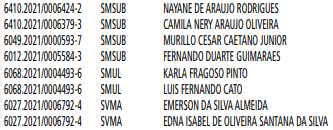 6410.2021/0006424-2 SMSUB NAYANE DE ARAUJO RODRIGUES
6410.2021/0006379-3 SMSUB CAMILA NERY ARAUJO OLIVEIRA
6049.2021/0000593-7 SMSUB MURILLO CESAR CAETANO JUNIOR
6012.2021/0005584-3 SMSUB FERNANDO DUARTE GUIMARAES
6068.2021/0004493-6 SMUL KARLA FRAGOSO PINTO
6068.2021/0004493-6 SMUL LUIS FERNANDO CATO
6027.2021/0006792-4 SVMA EMERSON DA SILVA ALMEIDA
6027.2021/0006792-4 SVMA EDNA ISABEL DE OLIVEIRA SANTANA DA SILVA